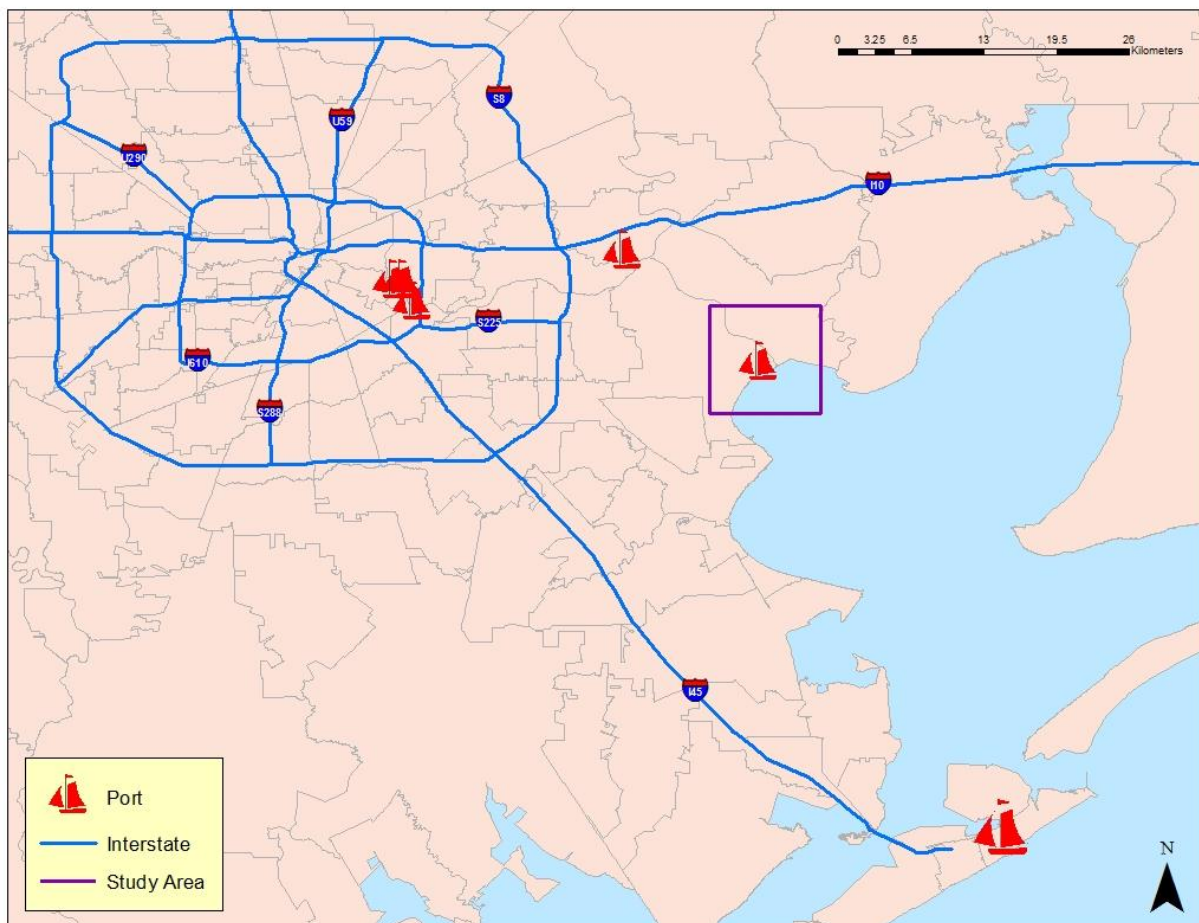 0 3.25 6.5 13 19.5 26
Kilometers
S8
U59
U290
I10
S225
I610
S288
I45
Port
Interstate
Study Area
N